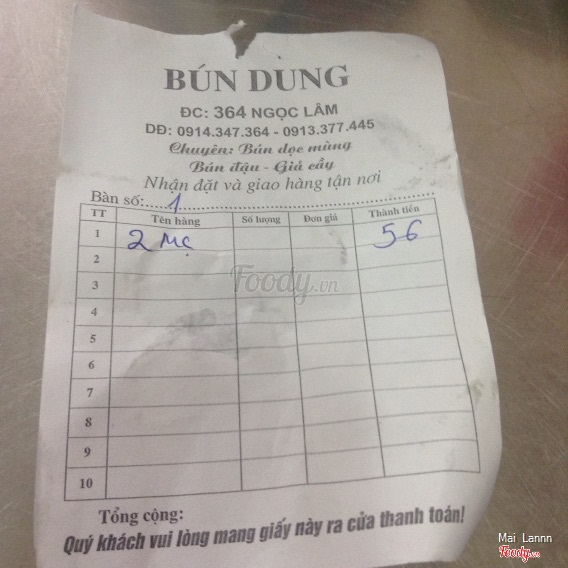 BÚN DUNG
ĐC: 364 NGỌC LÂM
DĐ: 0914.347.364 - 0913.377.445
Chuyên: Bún dọc mùng
Bún đậu - Giả cầy
Nhận đặt và giao hàng tận nơi
Bàn số:....1....
TT Tên hàng Số lượng Đơn giá Thành tiền
1 2 MC 56
2
3
Foody.vn
4
5
6
7
8
9
10
Tổng cộng:
Quý khách vui lòng mang giấy này ra cửa thanh toán!
Mai Lannn
Foody.vn